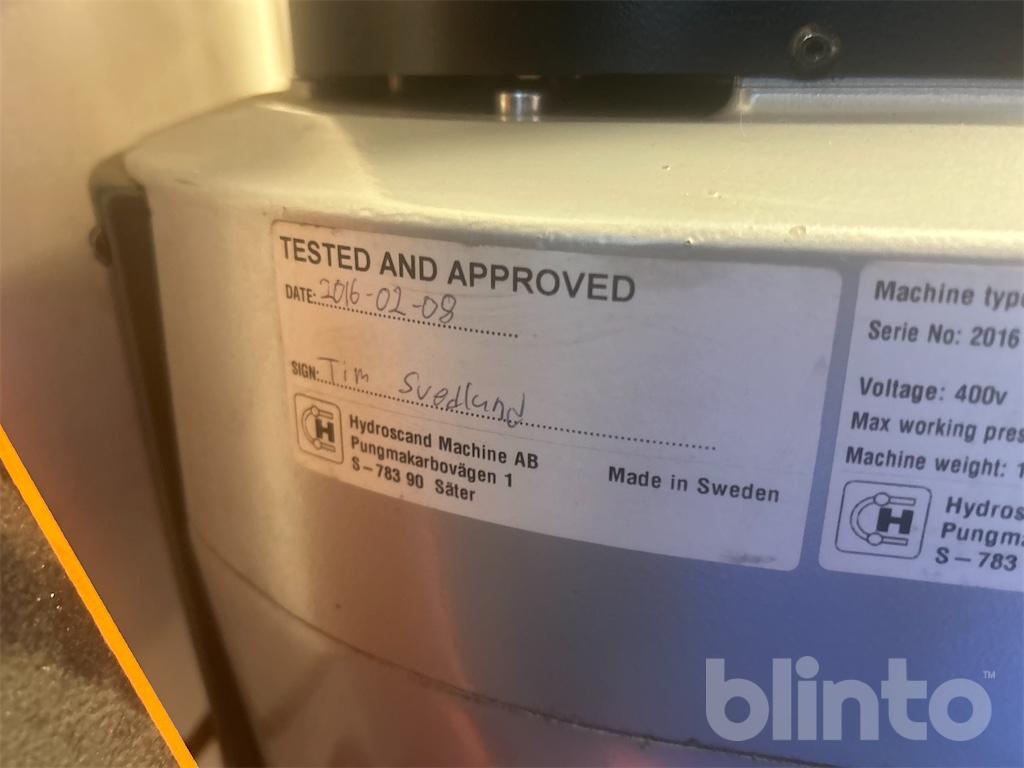 TESTED AND APPROVED
DATE: 2016-02-08
SIGN: Tim Svedlund
H
Hydroscand Machine AB
Pungmakarbovägen 1
S-783 90 Säter
Made in Sweden
Machine type
Serie No: 2016
Voltage: 400v
Max working pres
Machine weight: 1
H
Hydros
Pungma
S-783
blinto™